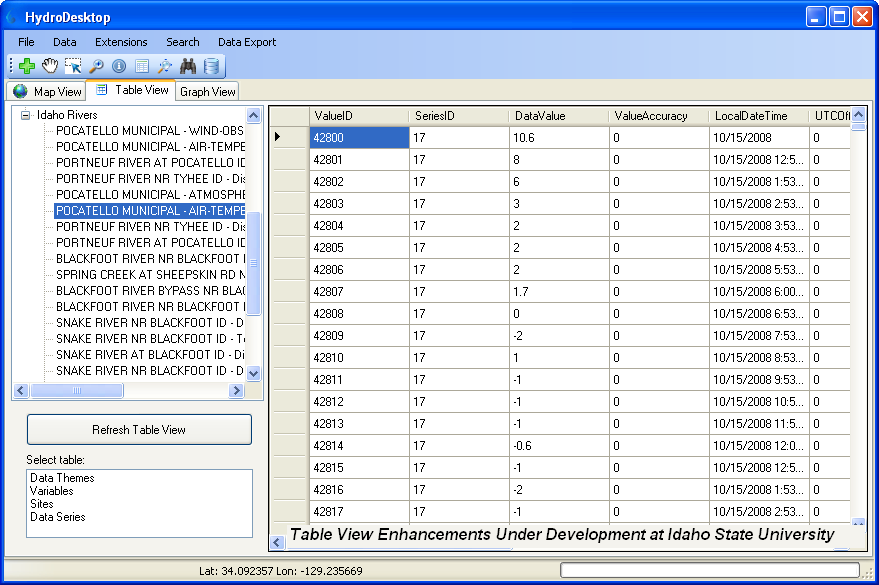 HydroDesktop
File Data Extensions Search Data Export
Map View Table View Graph View
Idaho Rivers
POCATELLO MUNICIPAL - WIND-OBS
POCATELLO MUNICIPAL - AIR-TEMPE
PORTNEUF RIVER AT POCATELLO ID
PORTNEUF RIVER NR TYHEE ID - Dis
POCATELLO MUNICIPAL - ATMOSPHE
POCATELLO MUNICIPAL - AIR-TEMPE
PORTNEUF RIVER NR TYHEE ID - Dis
PORTNEUF RIVER AT POCATELLO ID
BLACKFOOT RIVER NR BLACKFOOT I
SPRING CREEK AT SHEEPSKIN RD N
BLACKFOOT RIVER BYPASS NR BLAC
BLACKFOOT RIVER NR BLACKFOOT I
SNAKE RIVER NR BLACKFOOT ID - D
SNAKE RIVER NR BLACKFOOT ID - Te
SNAKE RIVER AT BLACKFOOT ID - Di
SNAKE RIVER NR BLACKFOOT ID - D
Refresh Table View
Select table:
Data Themes
Variables
Sites
Data Series
ValueID SeriesID DataValue ValueAccuracy LocalDateTime UTCOff
42800 17 10.6 0 10/15/2008 0
42801 17 8 0 10/15/2008 12:5... 0
42802 17 6 0 10/15/2008 1:53... 0
42803 17 3 0 10/15/2008 2:53... 0
42804 17 2 0 10/15/2008 3:53... 0
42805 17 2 0 10/15/2008 4:53... 0
42806 17 2 0 10/15/2008 5:53... 0
42807 17 1.7 0 10/15/2008 6:00... 0
42808 17 0 0 10/15/2008 6:53... 0
42809 17 -2 0 10/15/2008 7:53... 0
42810 17 1 0 10/15/2008 8:53... 0
42811 17 -1 0 10/15/2008 9:53... 0
42812 17 -1 0 10/15/2008 10:5... 0
42813 17 -1 0 10/15/2008 11:5... 0
42814 17 -0.6 0 10/15/2008 12:0... 0
42815 17 -1 0 10/15/2008 12:5... 0
42816 17 -2 0 10/15/2008 1:53... 0
42817 17 -1 0 10/15/2008 2:53... 0
Table View Enhancements Under Development at Idaho State University
Lat: 34.092357 Lon: -129.235669